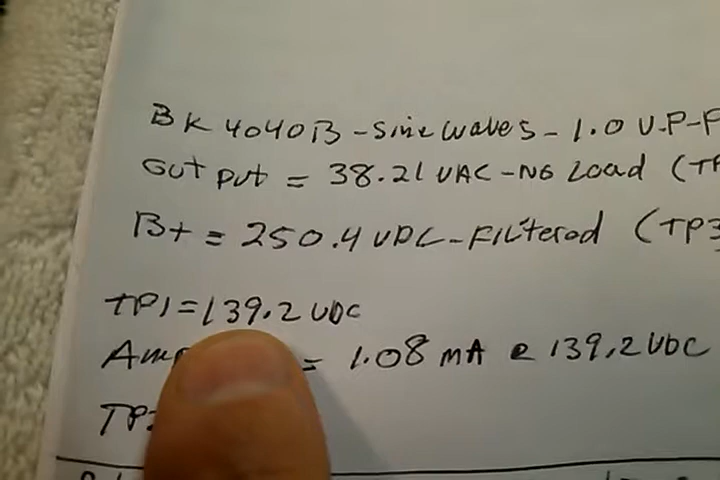 BK 4040B - sine waves - 1.0 V-P-P
Output = 38.21 VAC - No Load (TP
B+ = 250.4 VDC - Filtered (TP3
TP1 = 139.2 VDC
= 1.08 mA @ 139.2 VDC